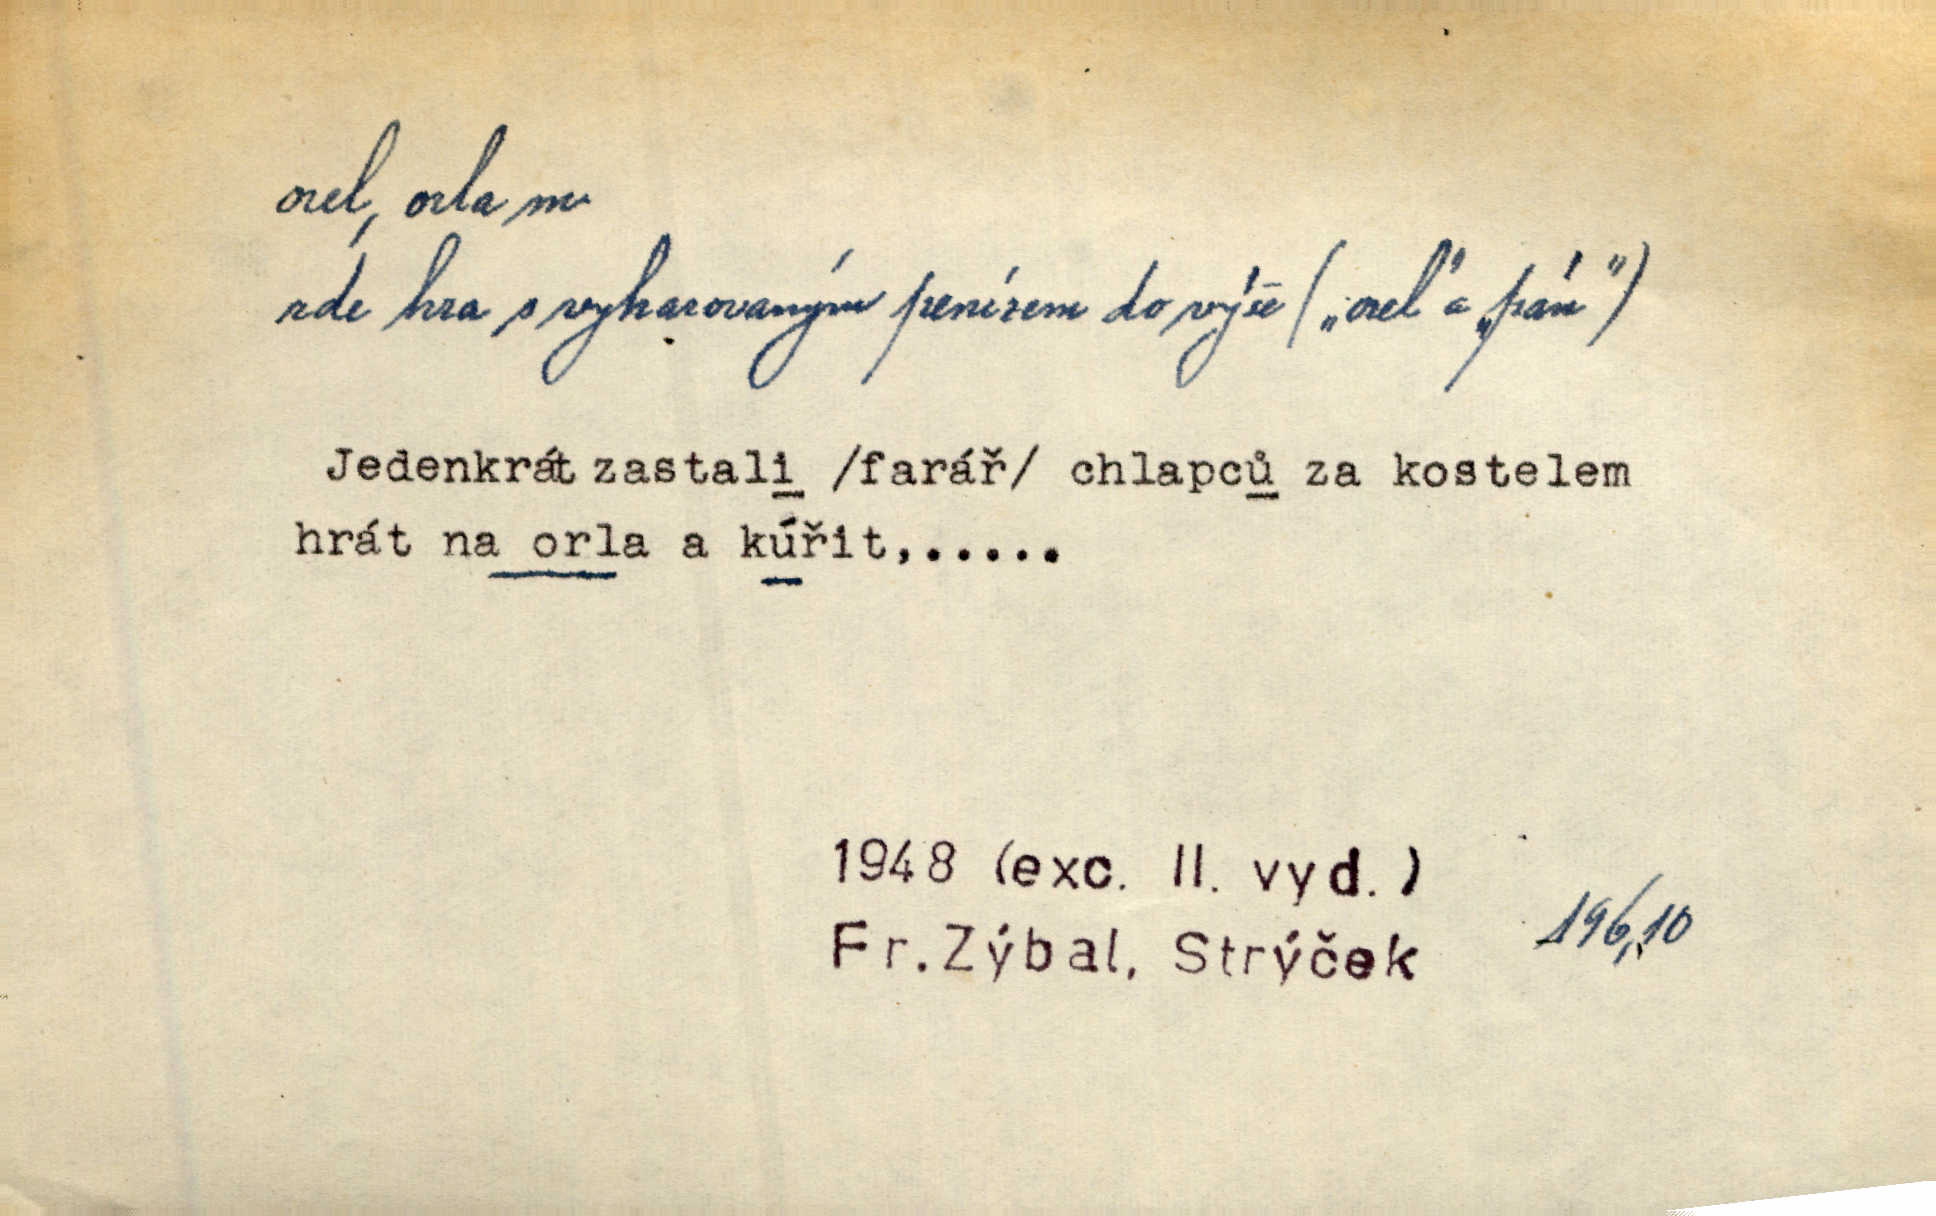 orel, orla m
zde hra s vyhazovaným penízem do výše („orel" a „pán")
Jedenkrát zastali /farář/ chlapců za kostelem
hrát na orla a kúřit,.....
1948 (exc. II. vyd.)
Fr. Zýbal, Strýček
196,10